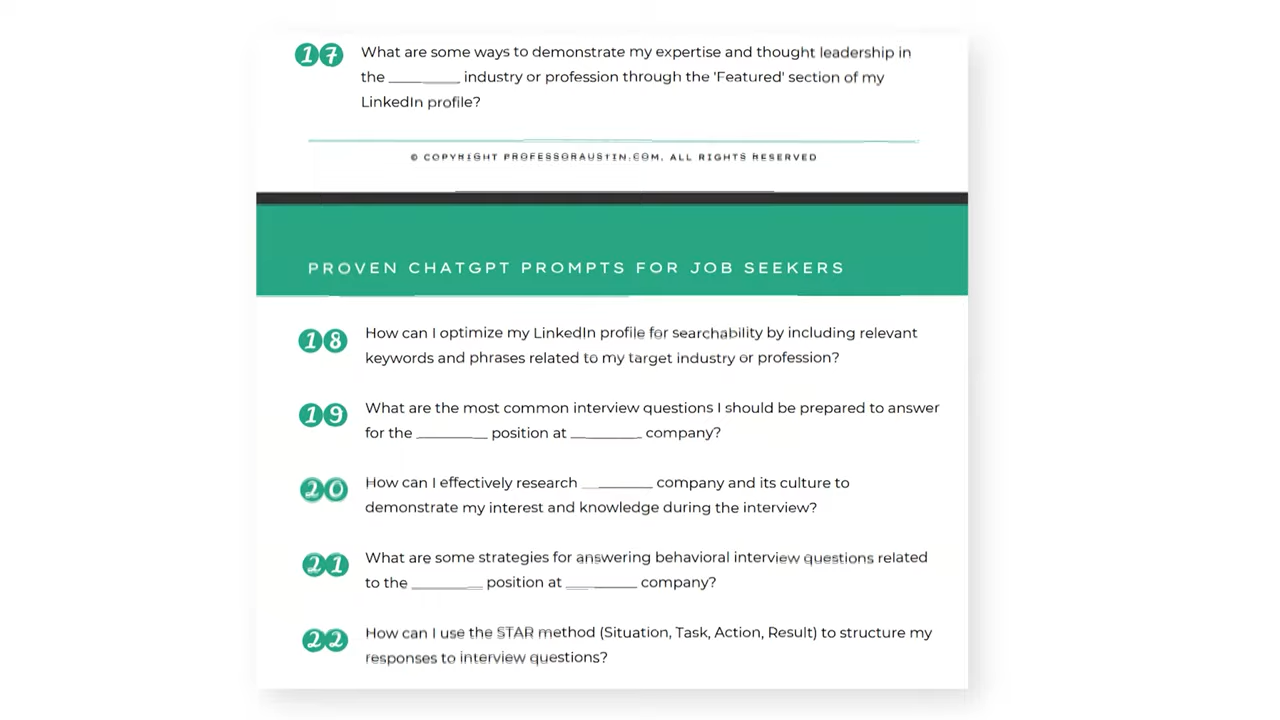 17 What are some ways to demonstrate my expertise and thought leadership in
the _________ industry or profession through the 'Featured' section of my
LinkedIn profile?
© COPYRIGHT PROFESSORAUSTIN.COM, ALL RIGHTS RESERVED
PROVEN CHATGPT PROMPTS FOR JOB SEEKERS
18 How can I optimize my LinkedIn profile for searchability by including relevant
keywords and phrases related to my target industry or profession?
19 What are the most common interview questions I should be prepared to answer
for the _________ position at _________ company?
20 How can I effectively research _________ company and its culture to
demonstrate my interest and knowledge during the interview?
21 What are some strategies for answering behavioral interview questions related
to the _________ position at _________ company?
22 How can I use the STAR method (Situation, Task, Action, Result) to structure my
responses to interview questions?